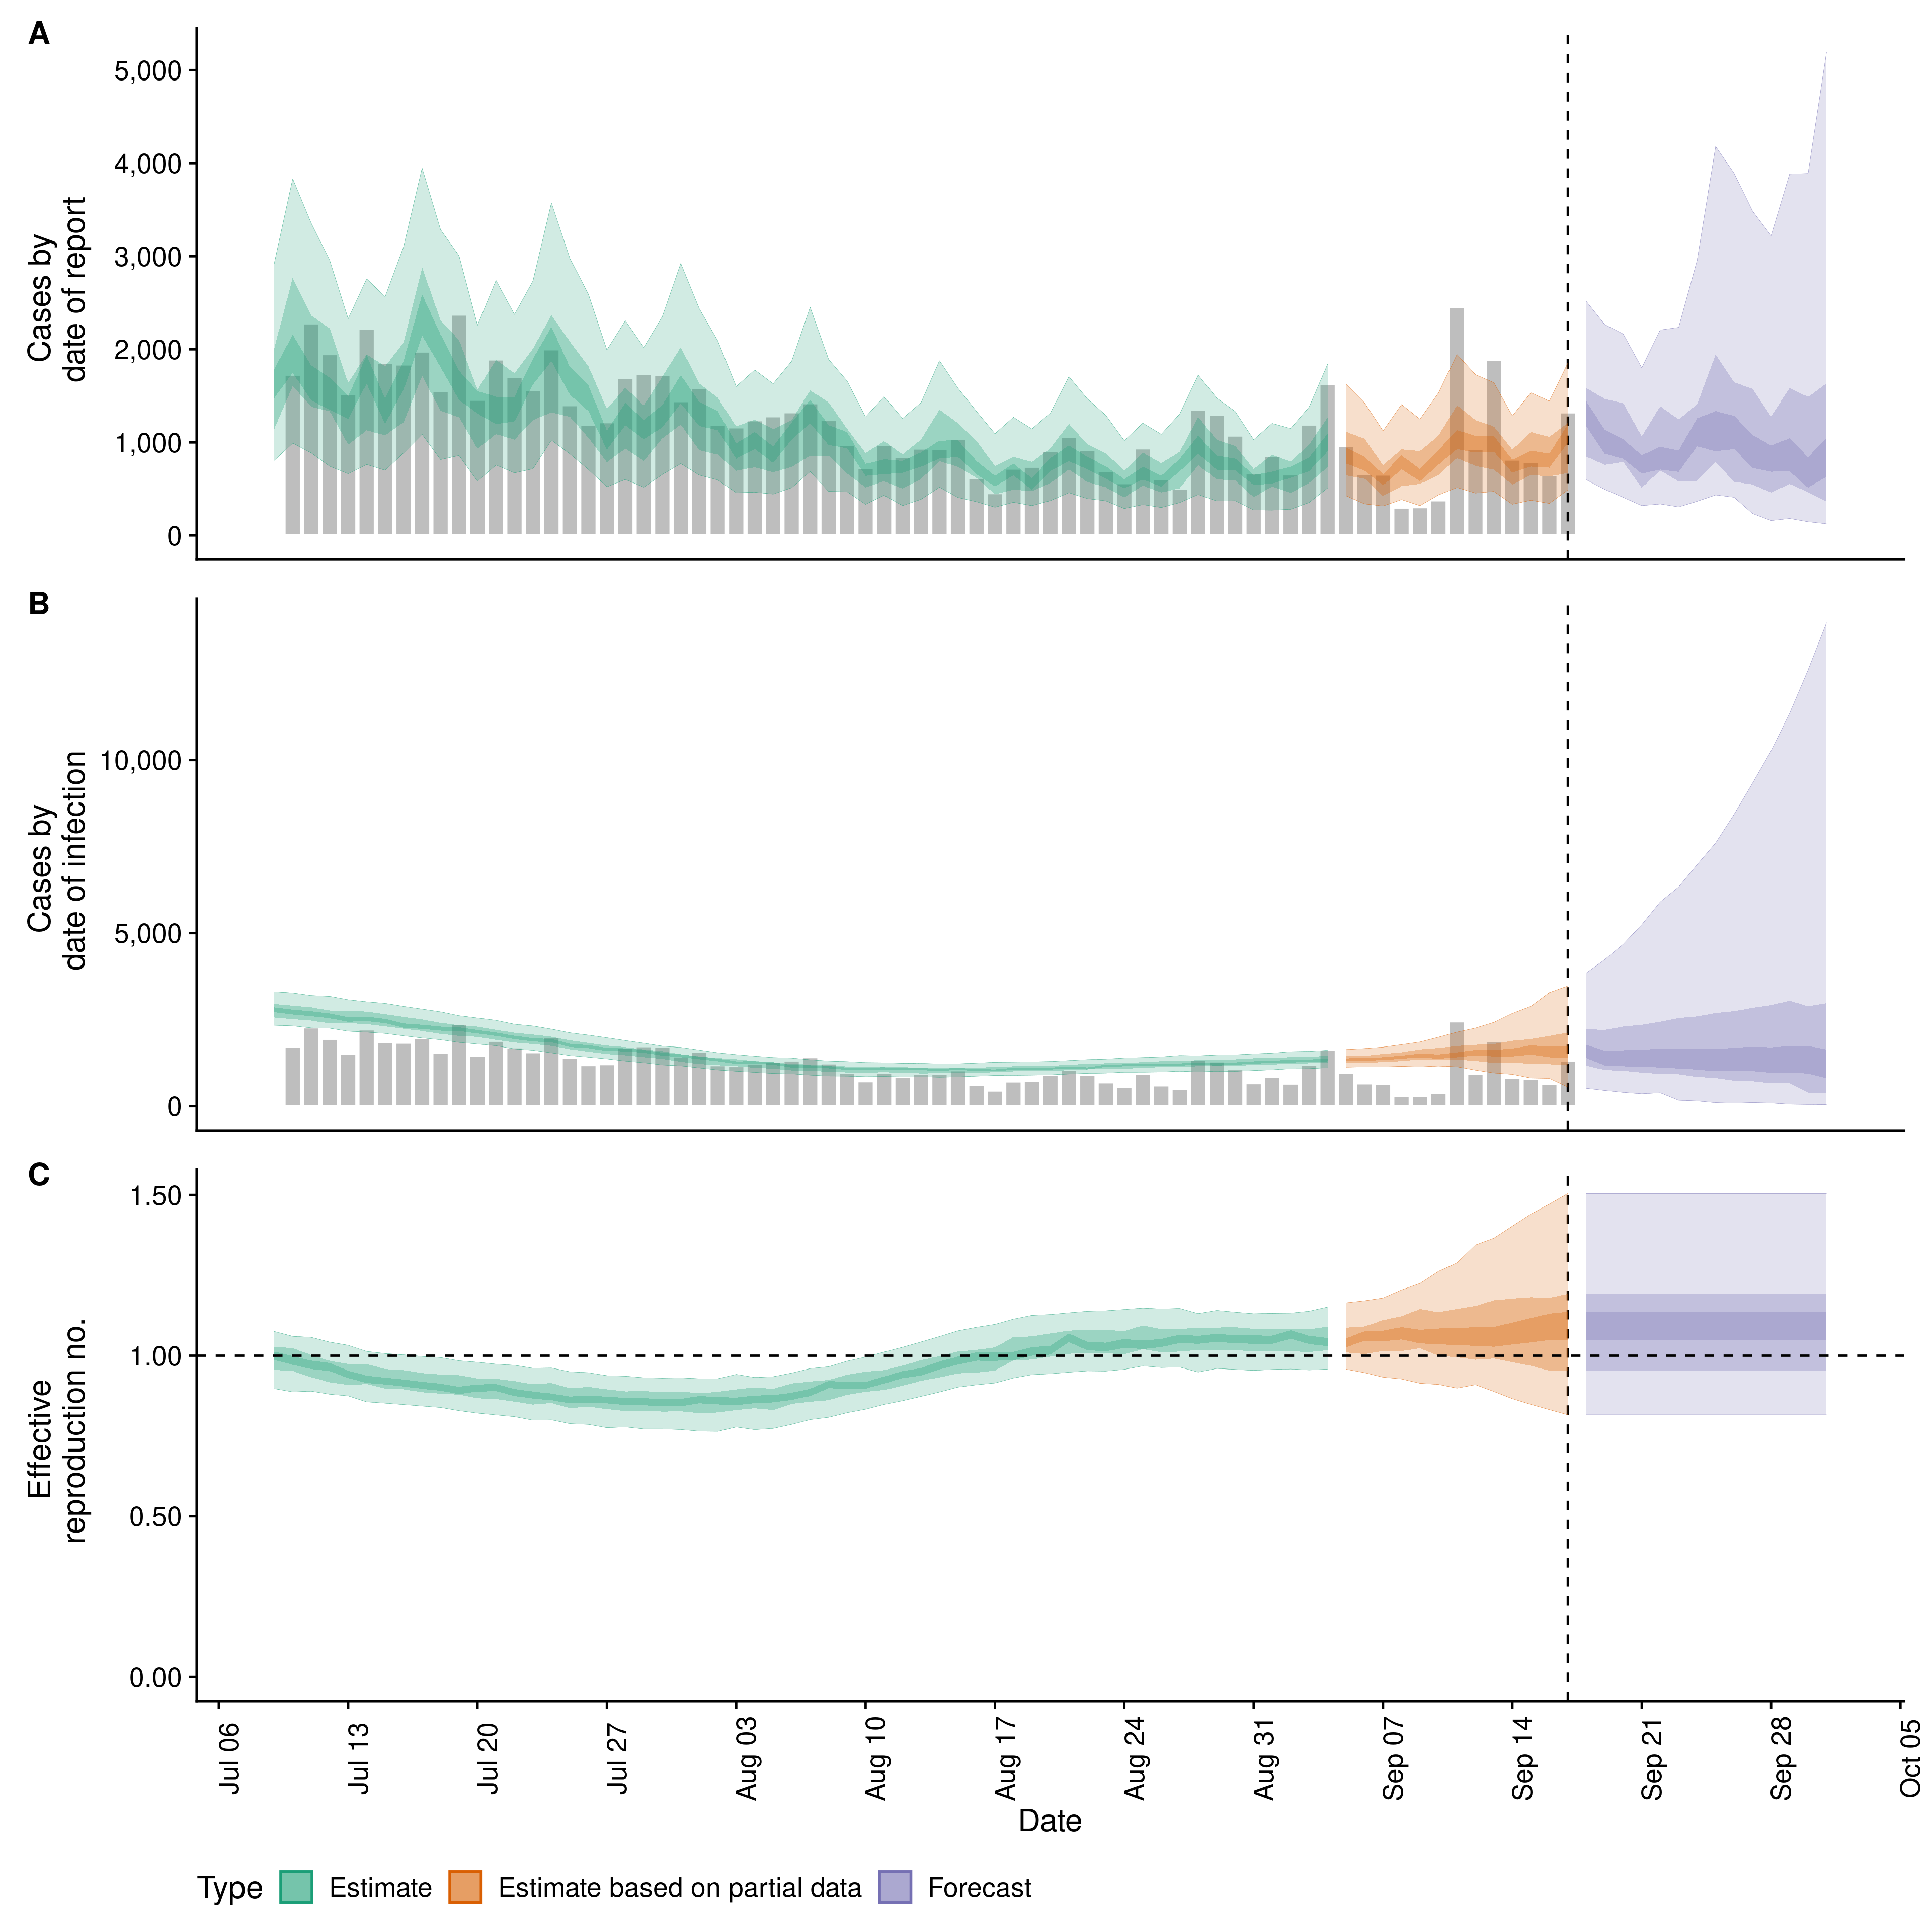 A
5,000
4,000
3,000
2,000
1,000
0
Cases by
date of report
B
10,000
5,000
0
Cases by
date of infection
C
1.50
1.00
0.50
0.00
Effective
reproduction no.
Jul 06
Jul 13
Jul 20
Jul 27
Aug 03
Aug 10
Aug 17
Aug 24
Aug 31
Sep 07
Sep 14
Sep 21
Sep 28
Oct 05
Date
Type Estimate Estimate based on partial data Forecast